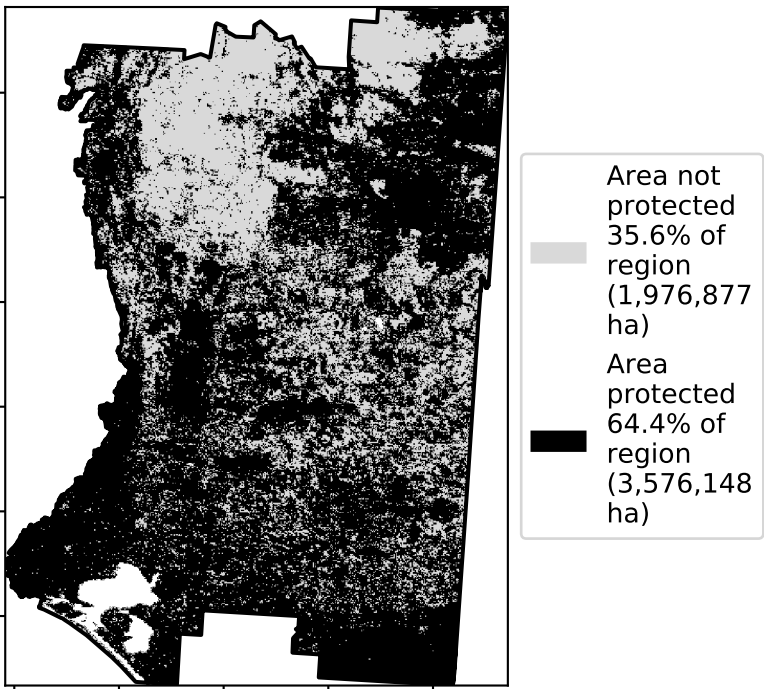 Area not
protected
35.6% of
region
(1,976,877
ha)
Area
protected
64.4% of
region
(3,576,148
ha)